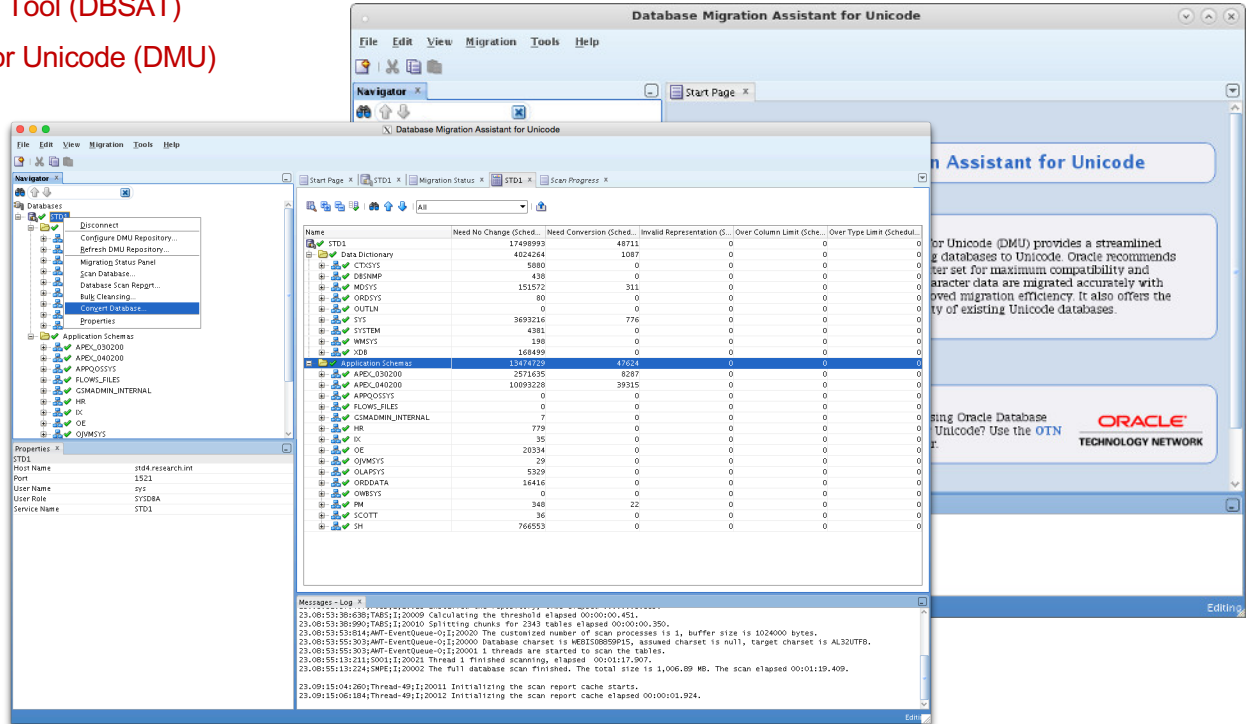 Tool (DBSAT)
or Unicode (DMU)
Database Migration Assistant for Unicode
File Edit View Migration Tools Help
Navigator
Start Page
n Assistant for Unicode
or Unicode (DMU) provides a streamlined
g databases to Unicode. Oracle recommends
ter set for maximum compatibility and
aracter data are migrated accurately with
oved migration efficiency. It also offers the
ty of existing Unicode databases.
sing Oracle Database
Unicode? Use the OTN
r.
ORACLE
TECHNOLOGY NETWORK
Editing
Database Migration Assistant for Unicode
File Edit View Migration Tools Help
Navigator
Databases
STD1
Disconnect
Configure DMU Repository...
Refresh DMU Repository...
Migration Status Panel
Scan Database...
Database Scan Report...
Bulk Cleansing...
Convert Database...
Properties
Application Schemas
APEX_030200
APEX_040200
APPQOSSYS
FLOWS_FILES
GSMADMIN_INTERNAL
HR
IX
OE
OJVMSYS
Properties
STD1
Host Name std4.research.int
Port 1521
User Name sys
User Role SYSDBA
Service Name STD1
Start Page STD1 Migration Status STD1 Scan Progress
All
Name Need No Change (Sched... Need Conversion (Sched... Invalid Representation (S... Over Column Limit (Sche... Over Type Limit (Schedul...
STD1 17498993 48711 0 0 0
Data Dictionary 4024264 1087 0 0 0
CTXSYS 5880 0 0 0 0
DBSNMP 438 0 0 0 0
MDSYS 151572 311 0 0 0
ORDSYS 80 0 0 0 0
OUTLN 0 0 0 0 0
SYS 3693216 776 0 0 0
SYSTEM 4381 0 0 0 0
WMSYS 198 0 0 0 0
XDB 168499 0 0 0 0
Application Schemas 13474729 47624 0 0 0
APEX_030200 2571635 8287 0 0 0
APEX_040200 10093228 39315 0 0 0
APPQOSSYS 0 0 0 0 0
FLOWS_FILES 0 0 0 0 0
GSMADMIN_INTERNAL 7 0 0 0 0
HR 779 0 0 0 0
IX 35 0 0 0 0
OE 20334 0 0 0 0
OJVMSYS 29 0 0 0 0
OLAPSYS 5329 0 0 0 0
ORDDATA 16416 0 0 0 0
OWBSYS 0 0 0 0 0
PM 348 22 0 0 0
SCOTT 36 0 0 0 0
SH 766553 0 0 0 0
Messages - Log
23.08:53:38:638;TABS;I;20009 Calculating the threshold elapsed 00:00:00.451.
23.08:53:38:990;TABS;I;20010 Splitting chunks for 2343 tables elapsed 00:00:00.350.
23.08:53:53:814;AWT-EventQueue-0;I;20020 The customized number of scan processes is 1, buffer size is 1024000 bytes.
23.08:53:55:303;AWT-EventQueue-0;I;20000 Database charset is WE8ISO8859P15, assumed charset is null, target charset is AL32UTF8.
23.08:53:55:303;AWT-EventQueue-0;I;20001 1 threads are started to scan the tables.
23.08:55:13:211;S001;I;20021 Thread 1 finished scanning, elapsed 00:01:17.907.
23.08:55:13:224;SMPE;I;20002 The full database scan finished. The total size is 1,006.89 MB. The scan elapsed 00:01:19.409.
23.09:15:04:260;Thread-49;I;20011 Initializing the scan report cache starts.
23.09:15:06:184;Thread-49;I;20012 Initializing the scan report cache elapsed 00:00:01.924.